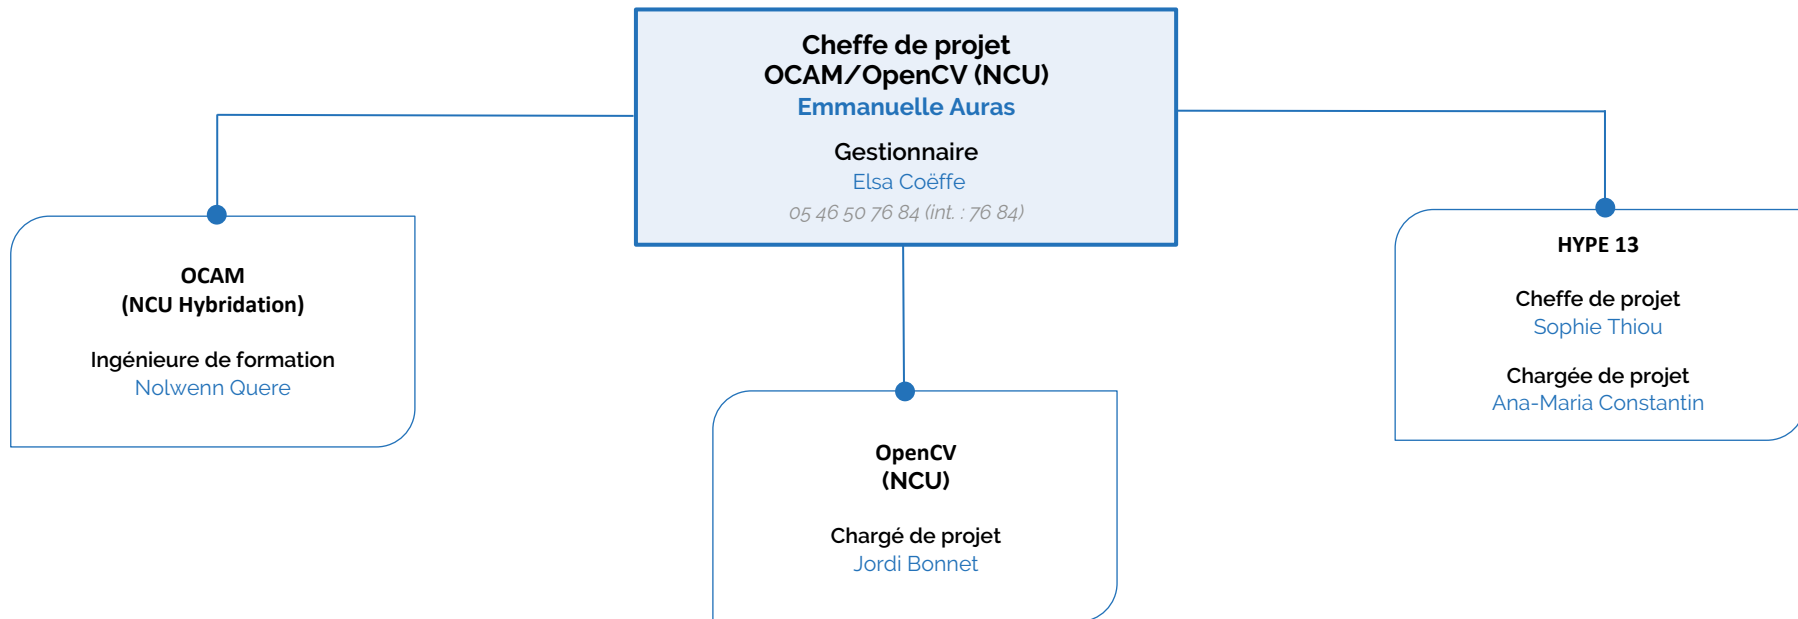 Cheffe de projet
OCAM/OpenCV (NCU)
Emmanuelle Auras
Gestionnaire
Elsa Coëffe
05 46 50 76 84 (int. : 76 84)
OCAM
(NCU Hybridation)
Ingénieure de formation
Nolwenn Quere
OpenCV
(NCU)
Chargé de projet
Jordi Bonnet
HYPE 13
Cheffe de projet
Sophie Thiou
Chargée de projet
Ana-Maria Constantin